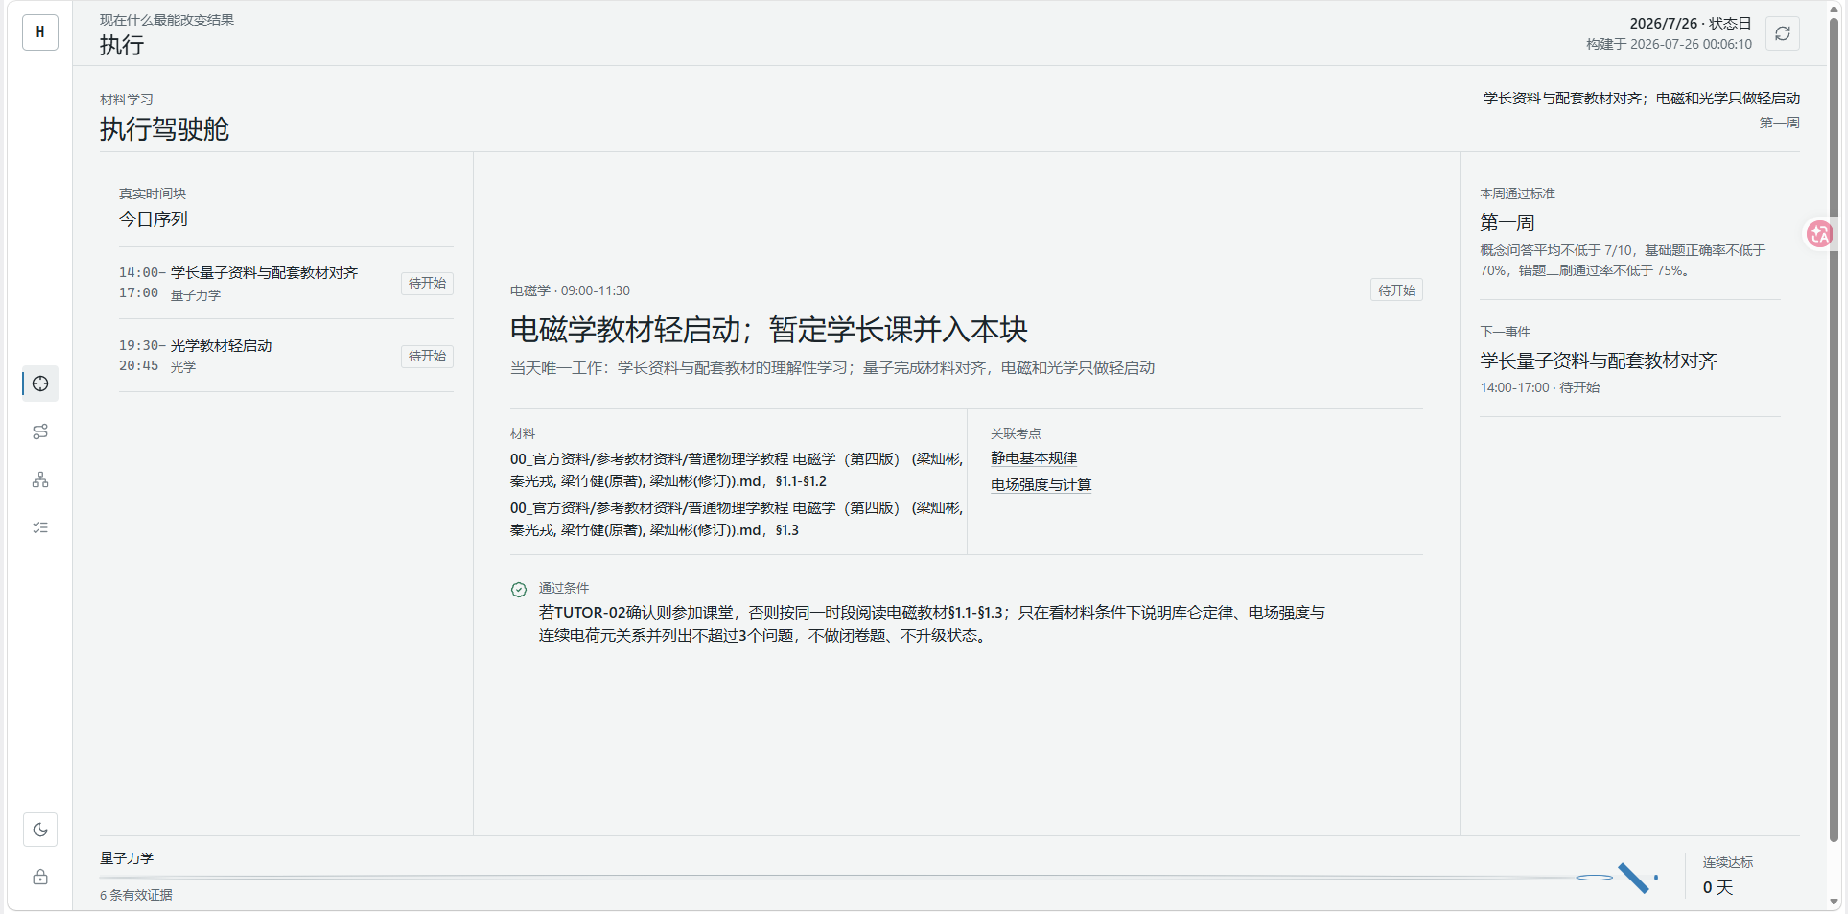 H
现在什么最能改变结果
执行
2026/7/26 · 状态日
构建于 2026-07-26 00:06:10
材料学习
执行驾驶舱
学长资料与配套教材对齐；电磁和光学只做轻启动
第一周
真实时间块
今日序列
14:00–17:00 学长量子资料与配套教材对齐
量子力学
待开始
19:30–20:45 光学教材轻启动
光学
待开始
电磁学 · 09:00-11:30
待开始
电磁学教材轻启动；暂定学长课并入本块
当天唯一工作：学长资料与配套教材的理解性学习；量子完成材料对齐，电磁和光学只做轻启动
材料
00_官方资料/参考教材资料/普通物理学教程 电磁学（第四版） (梁灿彬,
秦光戎, 梁竹健(原著), 梁灿彬(修订)).md，§1.1-§1.2
00_官方资料/参考教材资料/普通物理学教程 电磁学（第四版） (梁灿彬,
秦光戎, 梁竹健(原著), 梁灿彬(修订)).md，§1.3
关联考点
静电基本规律
电场强度与计算
通过条件
若TUTOR-02确认则参加课堂，否则按同一时段阅读电磁教材§1.1-§1.3；只在看材料条件下说明库仑定律、电场强度与
连续电荷元关系并列出不超过3个问题，不做闭卷题、不升级状态。
本周通过标准
第一周
概念问答平均不低于 7/10，基础题正确率不低于
70%，错题二刷通过率不低于 75%。
下一事件
学长量子资料与配套教材对齐
14:00-17:00 · 待开始
量子力学
6 条有效证据
连续达标
0 天